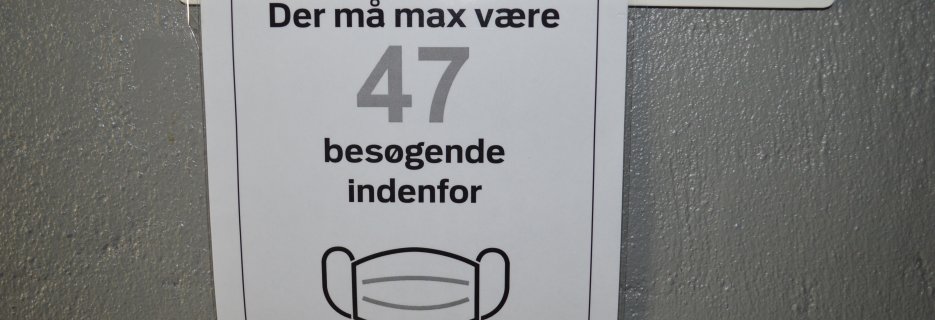 Der må max være
47
besøgende
indenfor